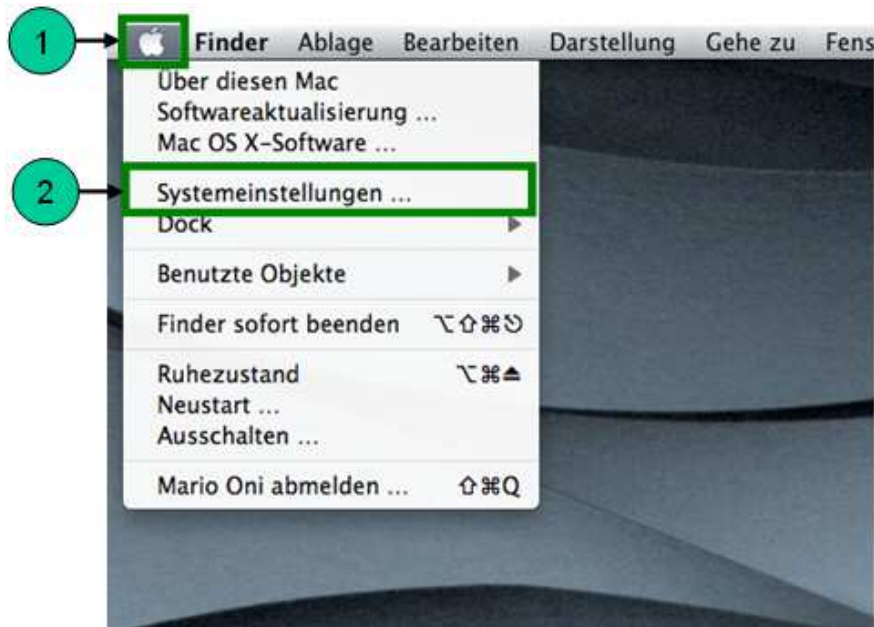 1
Finder Ablage Bearbeiten Darstellung Gehe zu Fens
Über diesen Mac
Softwareaktualisierung ...
Mac OS X-Software ...
2
Systemeinstellungen ...
Dock
Benutzte Objekte
Finder sofort beenden ⌥⇧⌘⎋
Ruhezustand ⌥⌘⏏
Neustart ...
Ausschalten ...
Mario Oni abmelden ... ⇧⌘Q